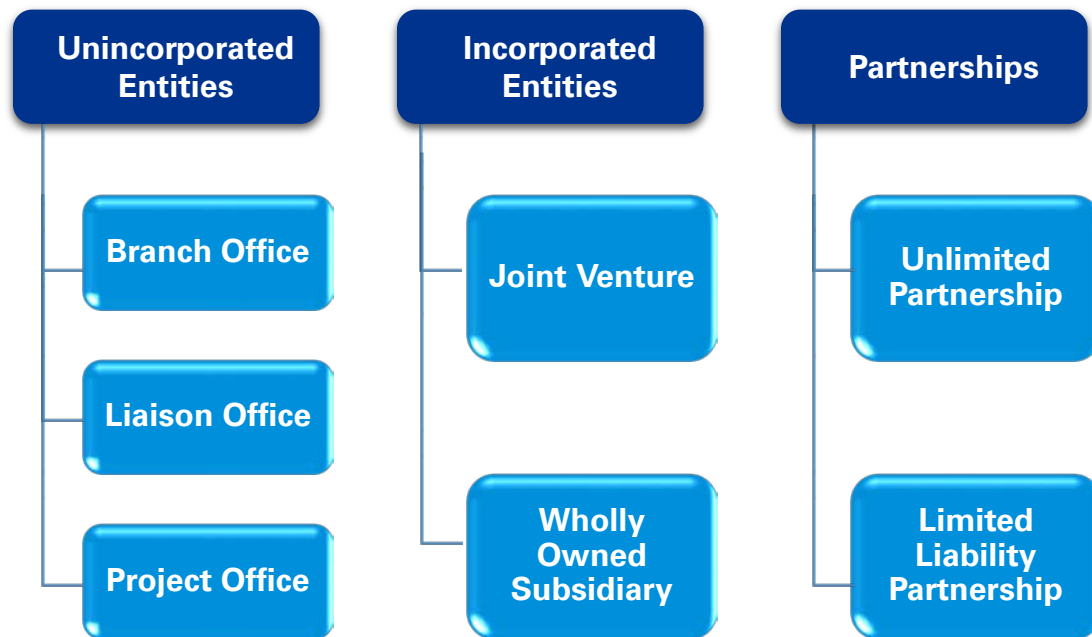 Unincorporated
Entities
Branch Office
Liaison Office
Project Office
Incorporated
Entities
Joint Venture
Wholly
Owned
Subsidiary
Partnerships
Unlimited
Partnership
Limited
Liability
Partnership